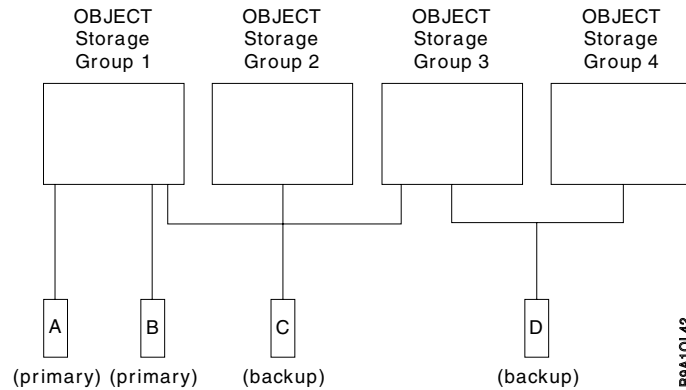 OBJECT
Storage
Group 1
OBJECT
Storage
Group 2
OBJECT
Storage
Group 3
OBJECT
Storage
Group 4
A
B
C
D
(primary)
(primary)
(backup)
(backup)